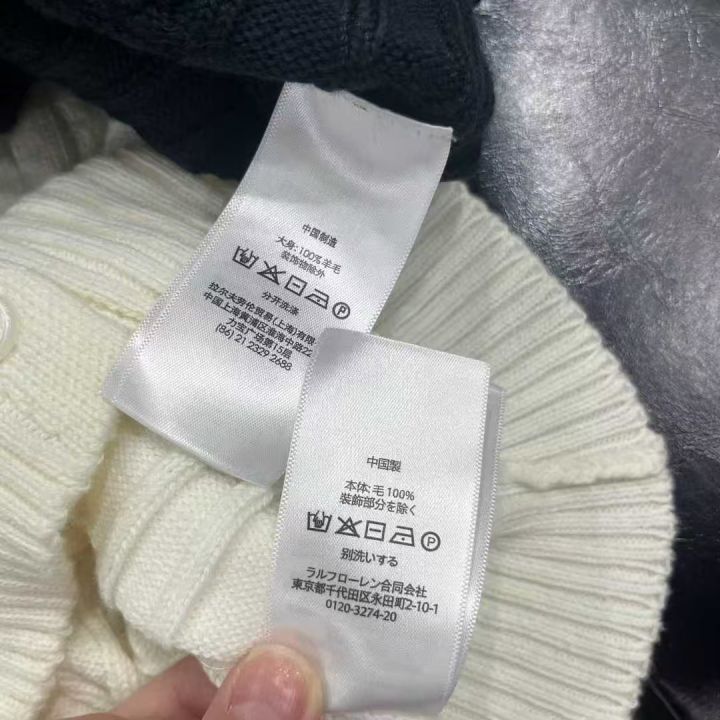 中国制造
大身: 100% 羊毛
装饰物除外
P
分开洗涤
拉尔夫劳伦贸易(上海)有限
中国上海黄浦区淮海中路22
力宝广场第15层
(86) 21 2329 2688
中国製
本体: 毛 100%
装飾部分を除く
P
別洗いする
ラルフローレン合同会社
東京都千代田区永田町2-10-1
0120-3274-20